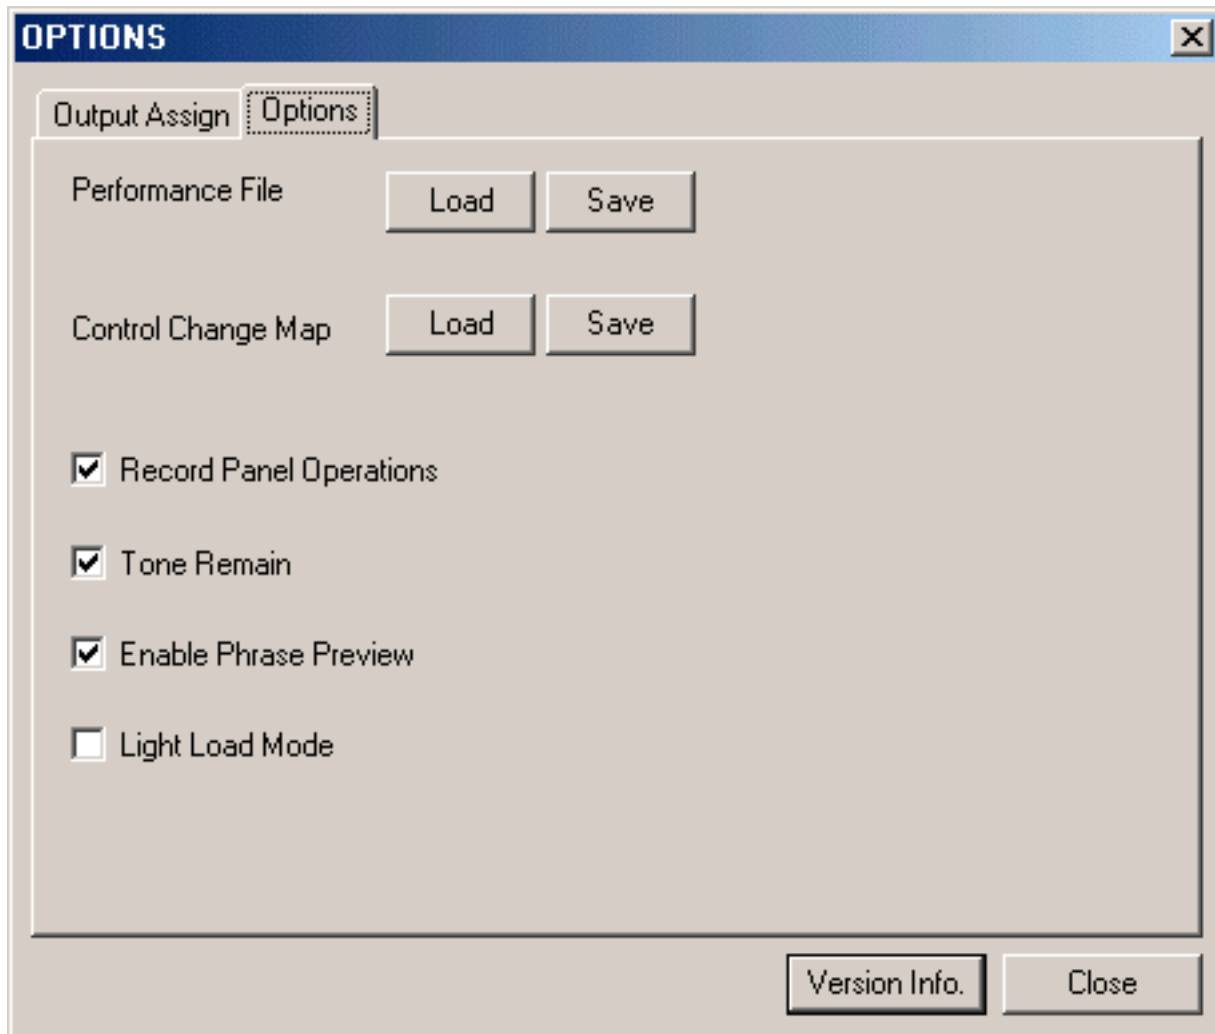 OPTIONS
Output Assign Options
Performance File Load Save
Control Change Map Load Save
Record Panel Operations
Tone Remain
Enable Phrase Preview
Light Load Mode
Version Info. Close